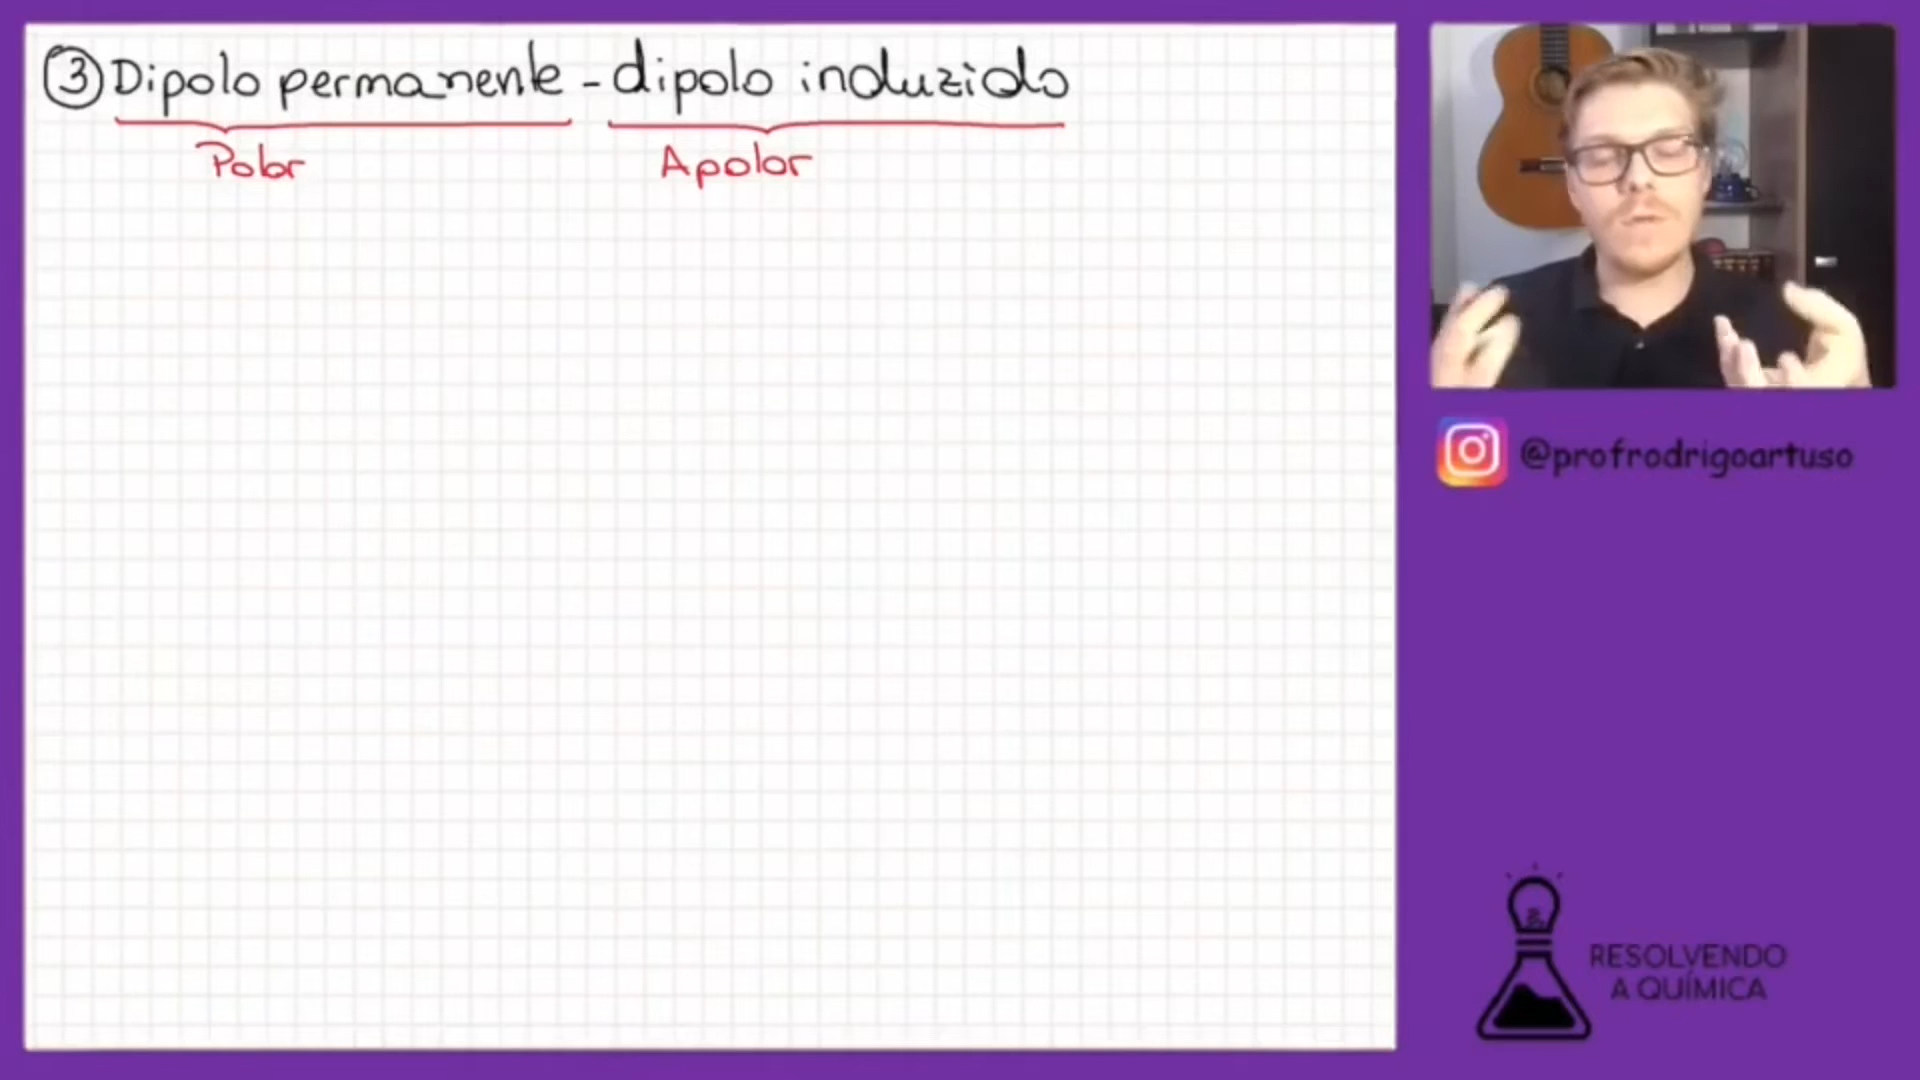 ③ Dipolo permanente - dipolo induzido
Polar Apolar
@profrodrigoartuso
RESOLVENDO
A QUÍMICA